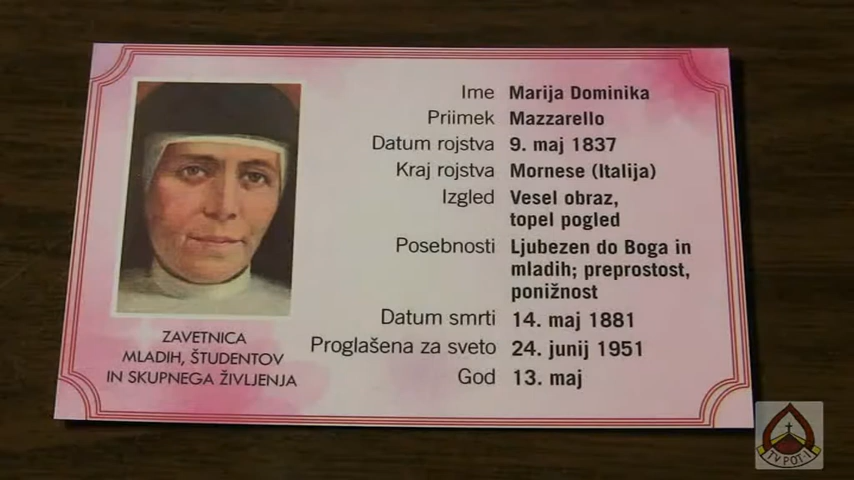 Ime Marija Dominika
Priimek Mazzarello
Datum rojstva 9. maj 1837
Kraj rojstva Mornese (Italija)
Izgled Vesel obraz,
topel pogled
Posebnosti Ljubezen do Boga in
mladih; preprostost,
ponižnost
Datum smrti 14. maj 1881
Proglašena za sveto 24. junij 1951
God 13. maj
ZAVETNICA
MLADIH, ŠTUDENTOV
IN SKUPNEGA ŽIVLJENJA
TV POT-1